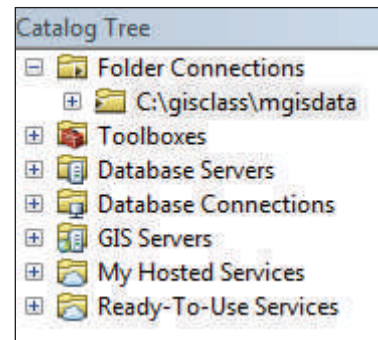 Catalog Tree
Folder Connections
C:\gisclass\mgisdata
Toolboxes
Database Servers
Database Connections
GIS Servers
My Hosted Services
Ready-To-Use Services